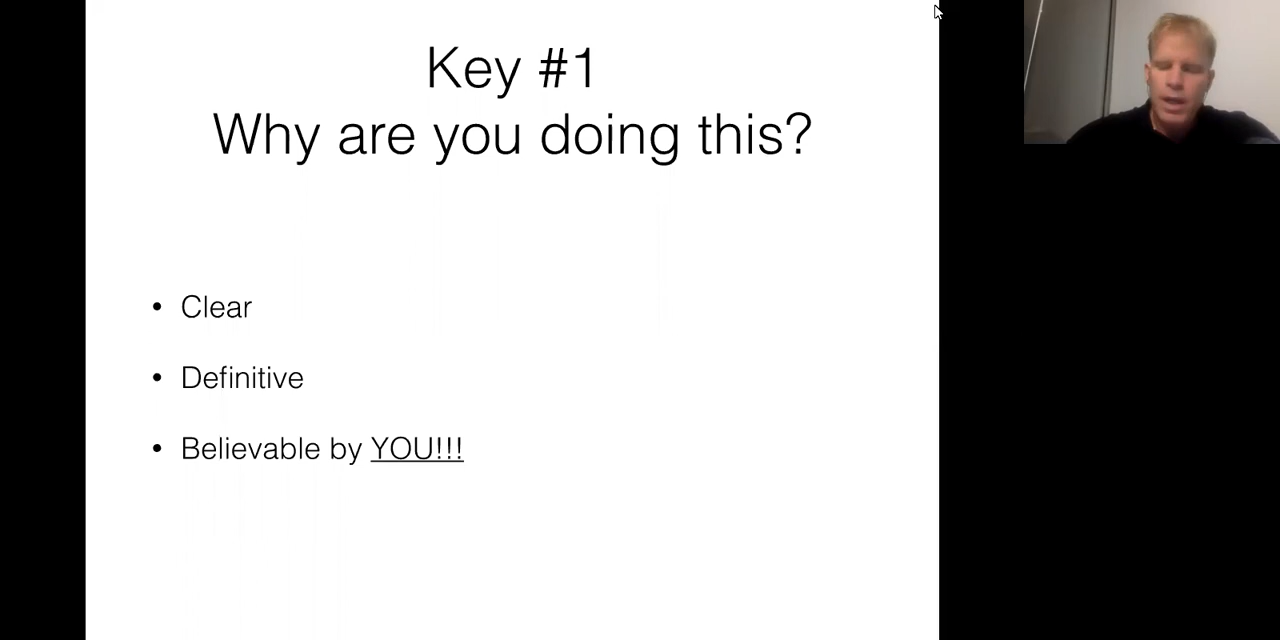 Key #1
Why are you doing this?
• Clear
• Definitive
• Believable by YOU!!!